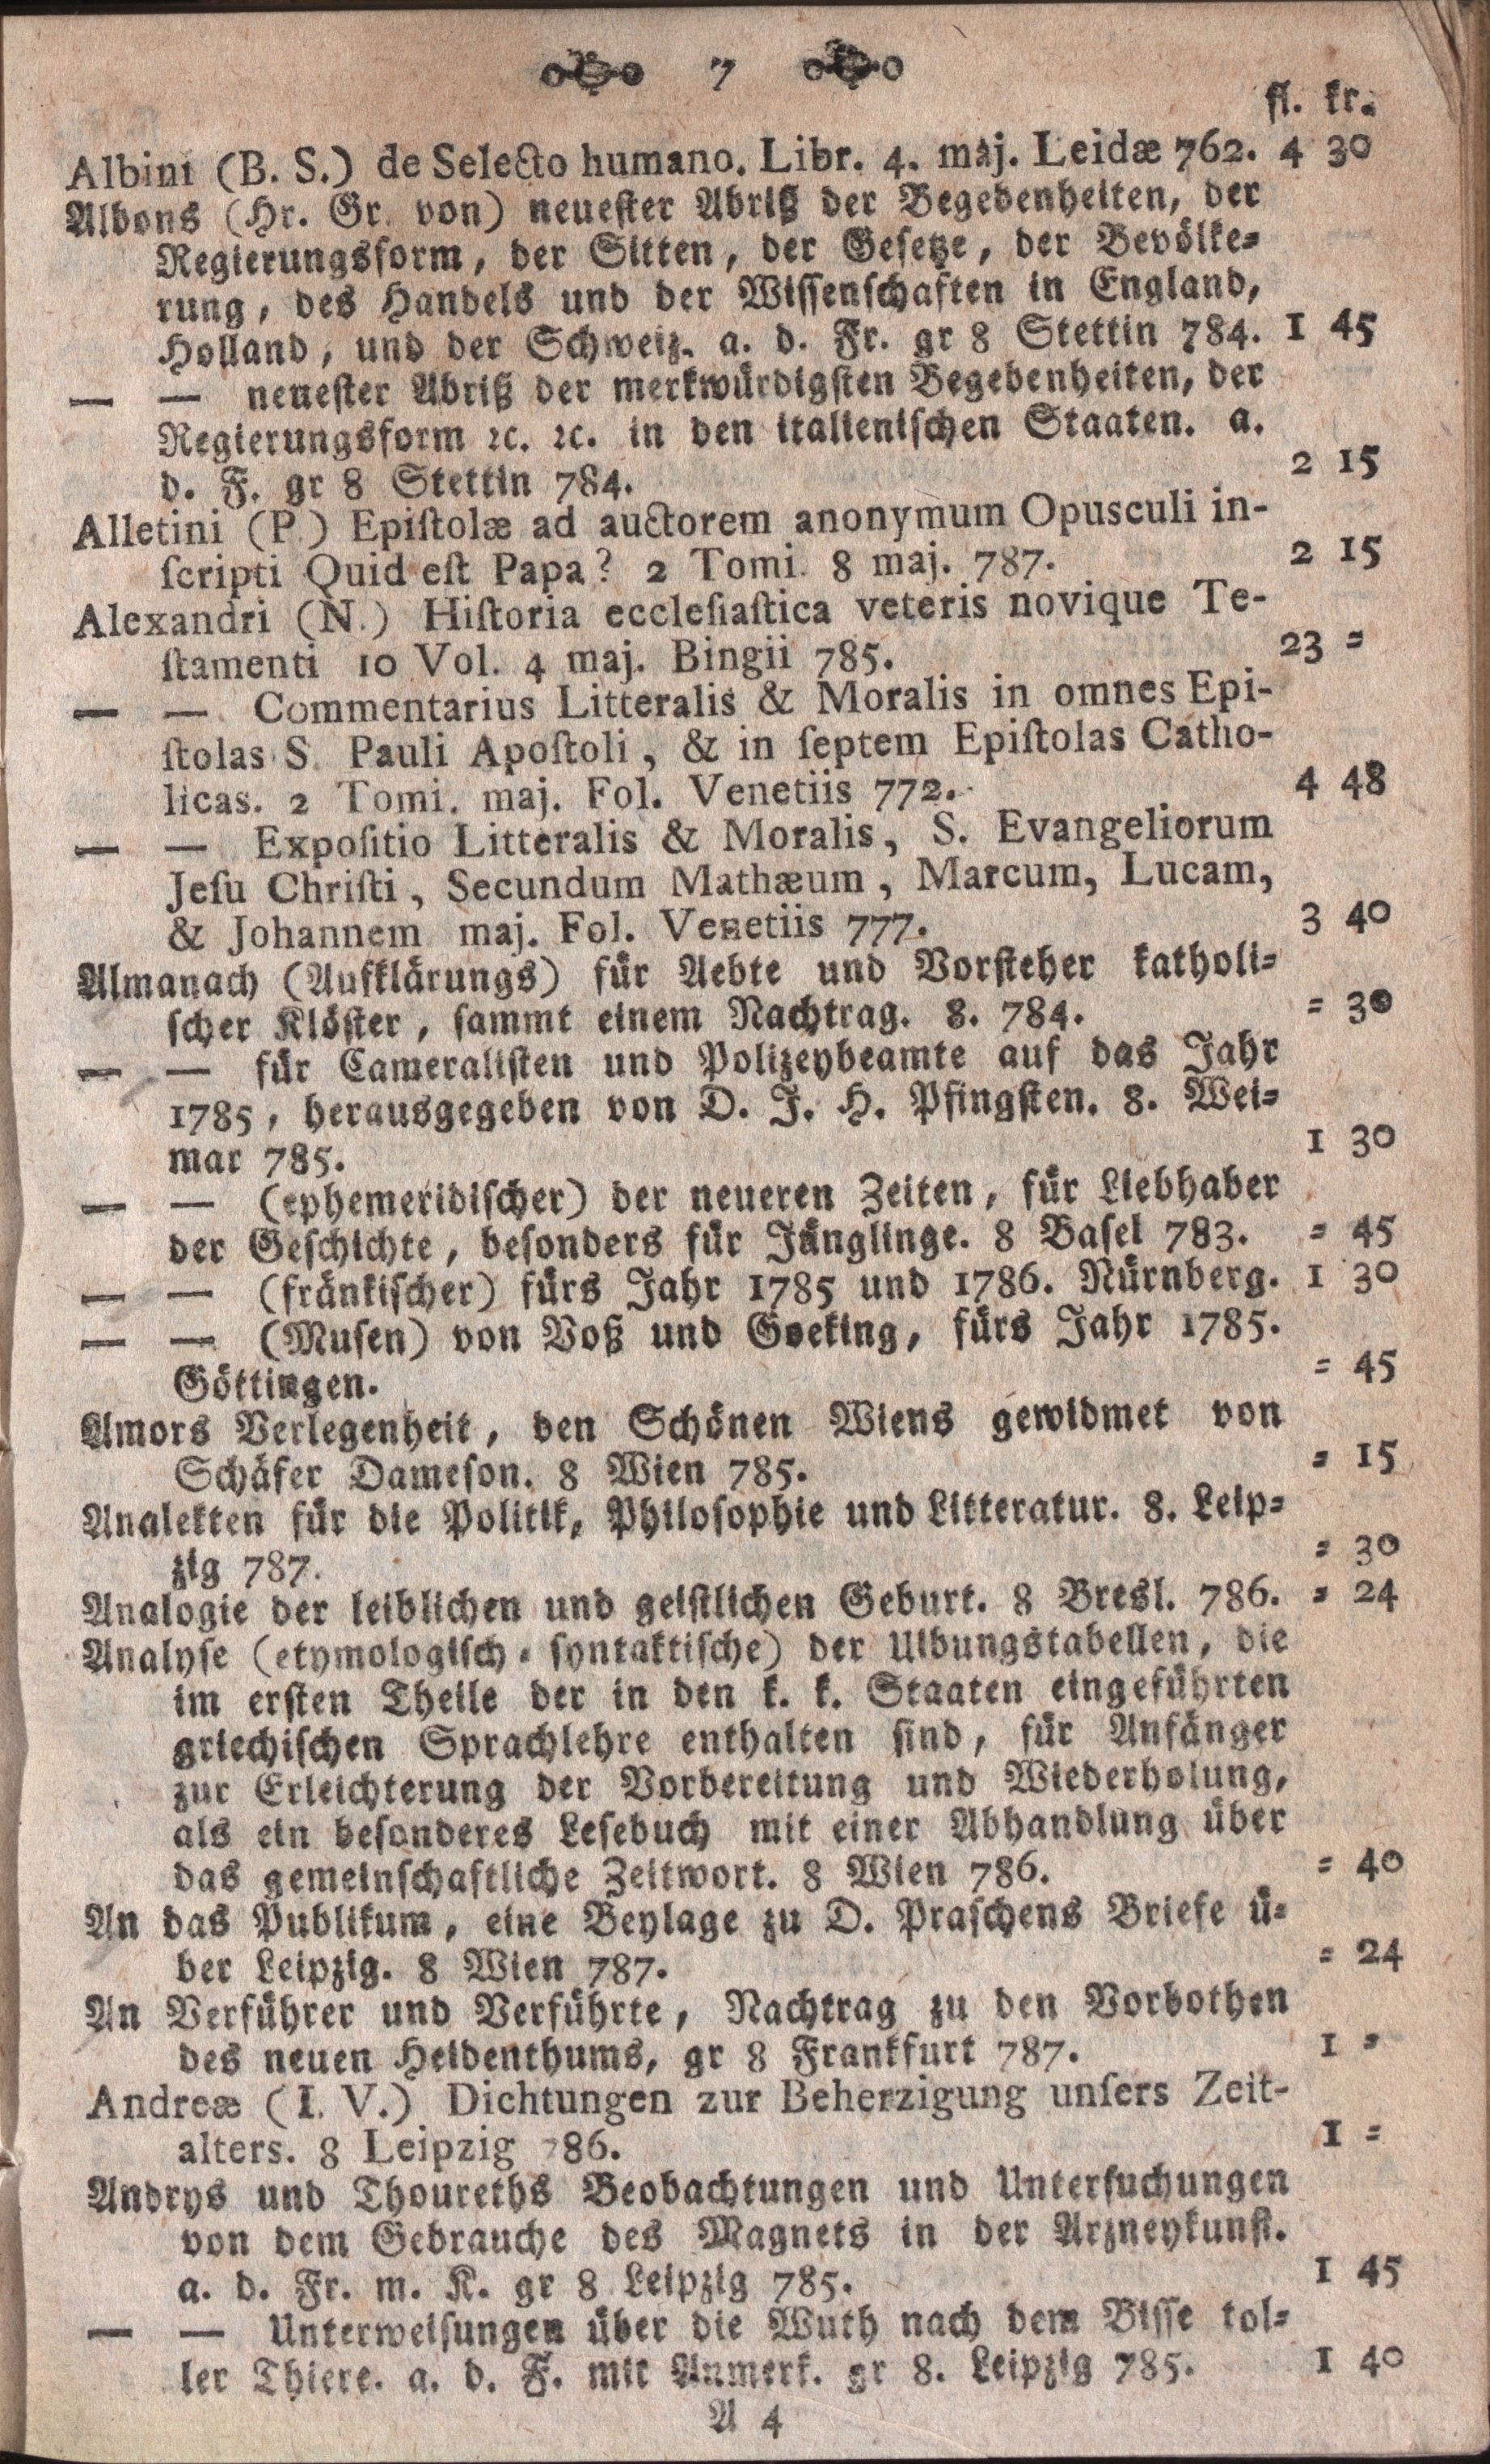 7
fl. kr.
Albini (B. S.) de Selecto humano. Libr. 4. maj. Leidæ 762. 4 30
Albons (Hr. Gr. von) neuester Abriß der Begebenheiten, der
Regierungsform, der Sitten, der Gesetze, der Bevölke=
rung, des Handels und der Wissenschaften in England,
Holland, und der Schweiz. a. d. Fr. gr 8 Stettin 784. 1 45
— — neuester Abriß der merkwürdigsten Begebenheiten, der
Regierungsform ꝛc. ꝛc. in den italienischen Staaten. a.
d. F. gr 8 Stettin 784. 2 15
Alletini (P.) Epiſtolæ ad auctorem anonymum Opusculi in-
ſcripti Quid eſt Papa? 2 Tomi. 8 maj. 787. 2 15
Alexandri (N.) Hiſtoria eccleſiaſtica veteris novique Te-
ſtamenti 10 Vol. 4 maj. Bingii 785. 23 =
— — Commentarius Litteralis & Moralis in omnes Epi-
ſtolas S. Pauli Apoſtoli, & in ſeptem Epiſtolas Catho-
licas. 2 Tomi. maj. Fol. Venetiis 772. 4 48
— — Expoſitio Litteralis & Moralis, S. Evangeliorum
Jeſu Chriſti, Secundum Mathæum, Marcum, Lucam,
& Johannem maj. Fol. Venetiis 777. 3 40
Almanach (Aufklärungs) für Aebte und Vorsteher katholi=
scher Klöster, sammt einem Nachtrag. 8. 784. = 30
— — für Cameralisten und Polizeybeamte auf das Jahr
1785, herausgegeben von D. J. H. Pfingsten. 8. Wei=
mar 785. 1 30
— — (ephemeridischer) der neueren Zeiten, für Liebhaber
der Geschichte, besonders für Jünglinge. 8 Basel 783. = 45
— — (fränkischer) fürs Jahr 1785 und 1786. Nürnberg. 1 30
— — (Musen) von Voß und Goeking, fürs Jahr 1785.
Göttingen. = 45
Amors Verlegenheit, den Schönen Wiens gewidmet von
Schäfer Dameson. 8 Wien 785. = 15
Analekten für die Politik, Philosophie und Litteratur. 8. Leip=
zig 787. = 30
Analogie der leiblichen und geistlichen Geburt. 8 Bresl. 786. = 24
Analyse (etymologisch = syntaktische) der Uibungstabellen, die
im ersten Theile der in den k. k. Staaten eingeführten
griechischen Sprachlehre enthalten sind, für Anfänger
zur Erleichterung der Vorbereitung und Wiederholung,
als ein besonderes Lesebuch mit einer Abhandlung über
das gemeinschaftliche Zeitwort. 8 Wien 786. = 40
An das Publikum, eine Beylage zu D. Praschens Briefe ü=
ber Leipzig. 8 Wien 787. = 24
An Verführer und Verführte, Nachtrag zu den Vorbothen
des neuen Heidenthums, gr 8 Frankfurt 787. 1 =
Andreæ (I. V.) Dichtungen zur Beherzigung unſers Zeit-
alters. 8 Leipzig 786. 1 =
Andrys und Thoureths Beobachtungen und Untersuchungen
von dem Gebrauche des Magnets in der Arzneykunst.
a. d. Fr. m. K. gr 8 Leipzig 785. 1 45
— — Unterweisungen über die Wuth nach dem Bisse tol=
ler Thiere. a. d. F. mit Anmerk. gr 8. Leipzig 785. 1 40
A 4